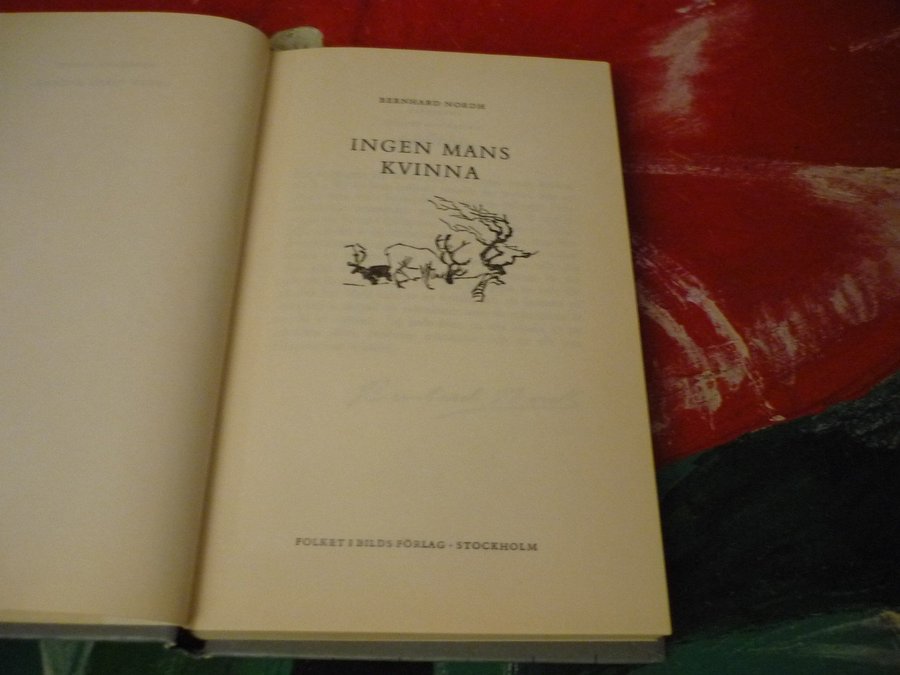 BERNHARD NORDH
INGEN MANS
KVINNA
FOLKET I BILDS FÖRLAG · STOCKHOLM